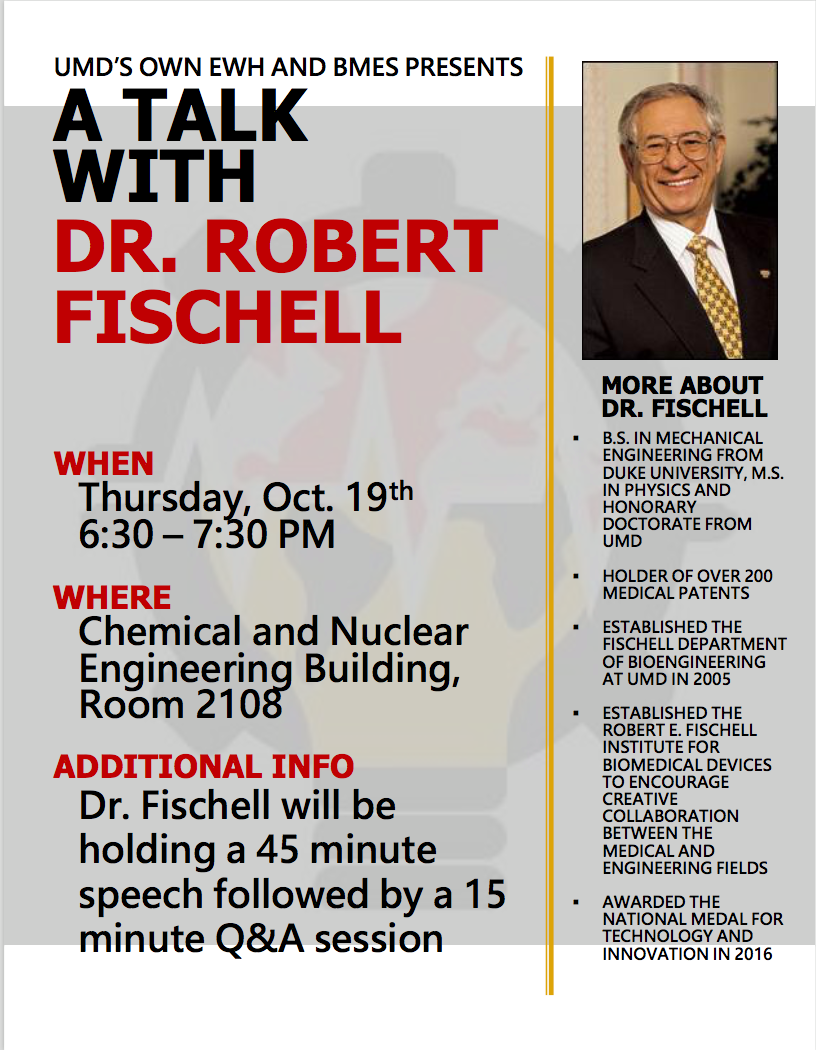 UMD'S OWN EWH AND BMES PRESENTS
A TALK
WITH
DR. ROBERT
FISCHELL
WHEN
Thursday, Oct. 19th
6:30 – 7:30 PM
WHERE
Chemical and Nuclear
Engineering Building,
Room 2108
ADDITIONAL INFO
Dr. Fischell will be
holding a 45 minute
speech followed by a 15
minute Q&A session
MORE ABOUT
DR. FISCHELL
▪ B.S. IN MECHANICAL
ENGINEERING FROM
DUKE UNIVERSITY, M.S.
IN PHYSICS AND
HONORARY
DOCTORATE FROM
UMD
▪ HOLDER OF OVER 200
MEDICAL PATENTS
▪ ESTABLISHED THE
FISCHELL DEPARTMENT
OF BIOENGINEERING
AT UMD IN 2005
▪ ESTABLISHED THE
ROBERT E. FISCHELL
INSTITUTE FOR
BIOMEDICAL DEVICES
TO ENCOURAGE
CREATIVE
COLLABORATION
BETWEEN THE
MEDICAL AND
ENGINEERING FIELDS
▪ AWARDED THE
NATIONAL MEDAL FOR
TECHNOLOGY AND
INNOVATION IN 2016